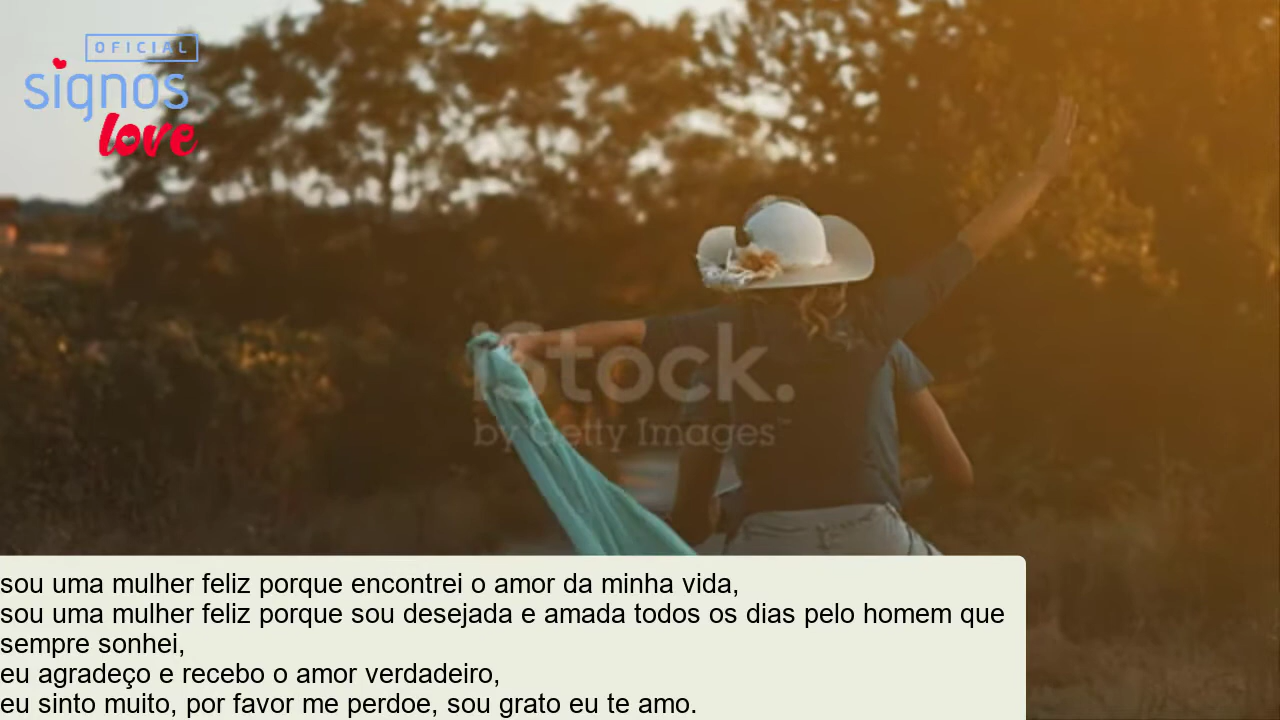 OFICIAL
signos
love
iStock.
by Getty Images™
sou uma mulher feliz porque encontrei o amor da minha vida,
sou uma mulher feliz porque sou desejada e amada todos os dias pelo homem que
sempre sonhei,
eu agradeço e recebo o amor verdadeiro,
eu sinto muito, por favor me perdoe, sou grato eu te amo.